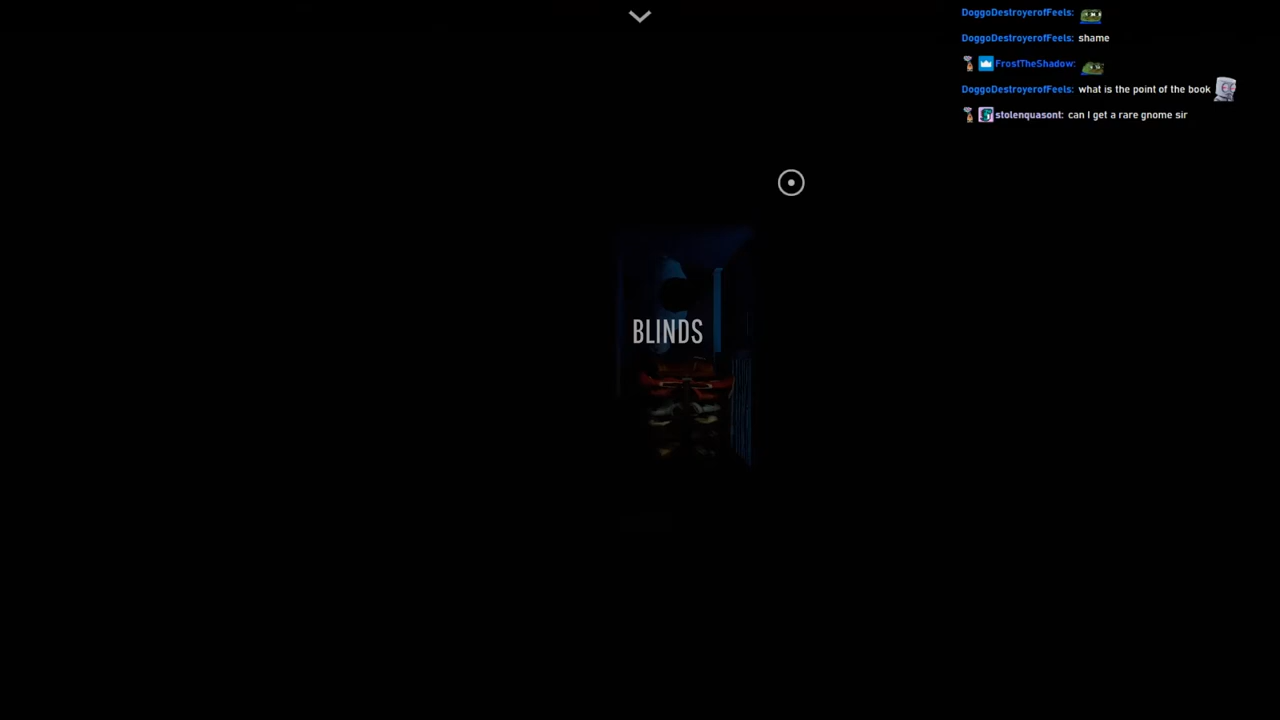 DoggoDestroyerofFeels:
DoggoDestroyerofFeels: shame
FrostTheShadow:
DoggoDestroyerofFeels: what is the point of the book
stolenquasont: can I get a rare gnome sir
BLINDS